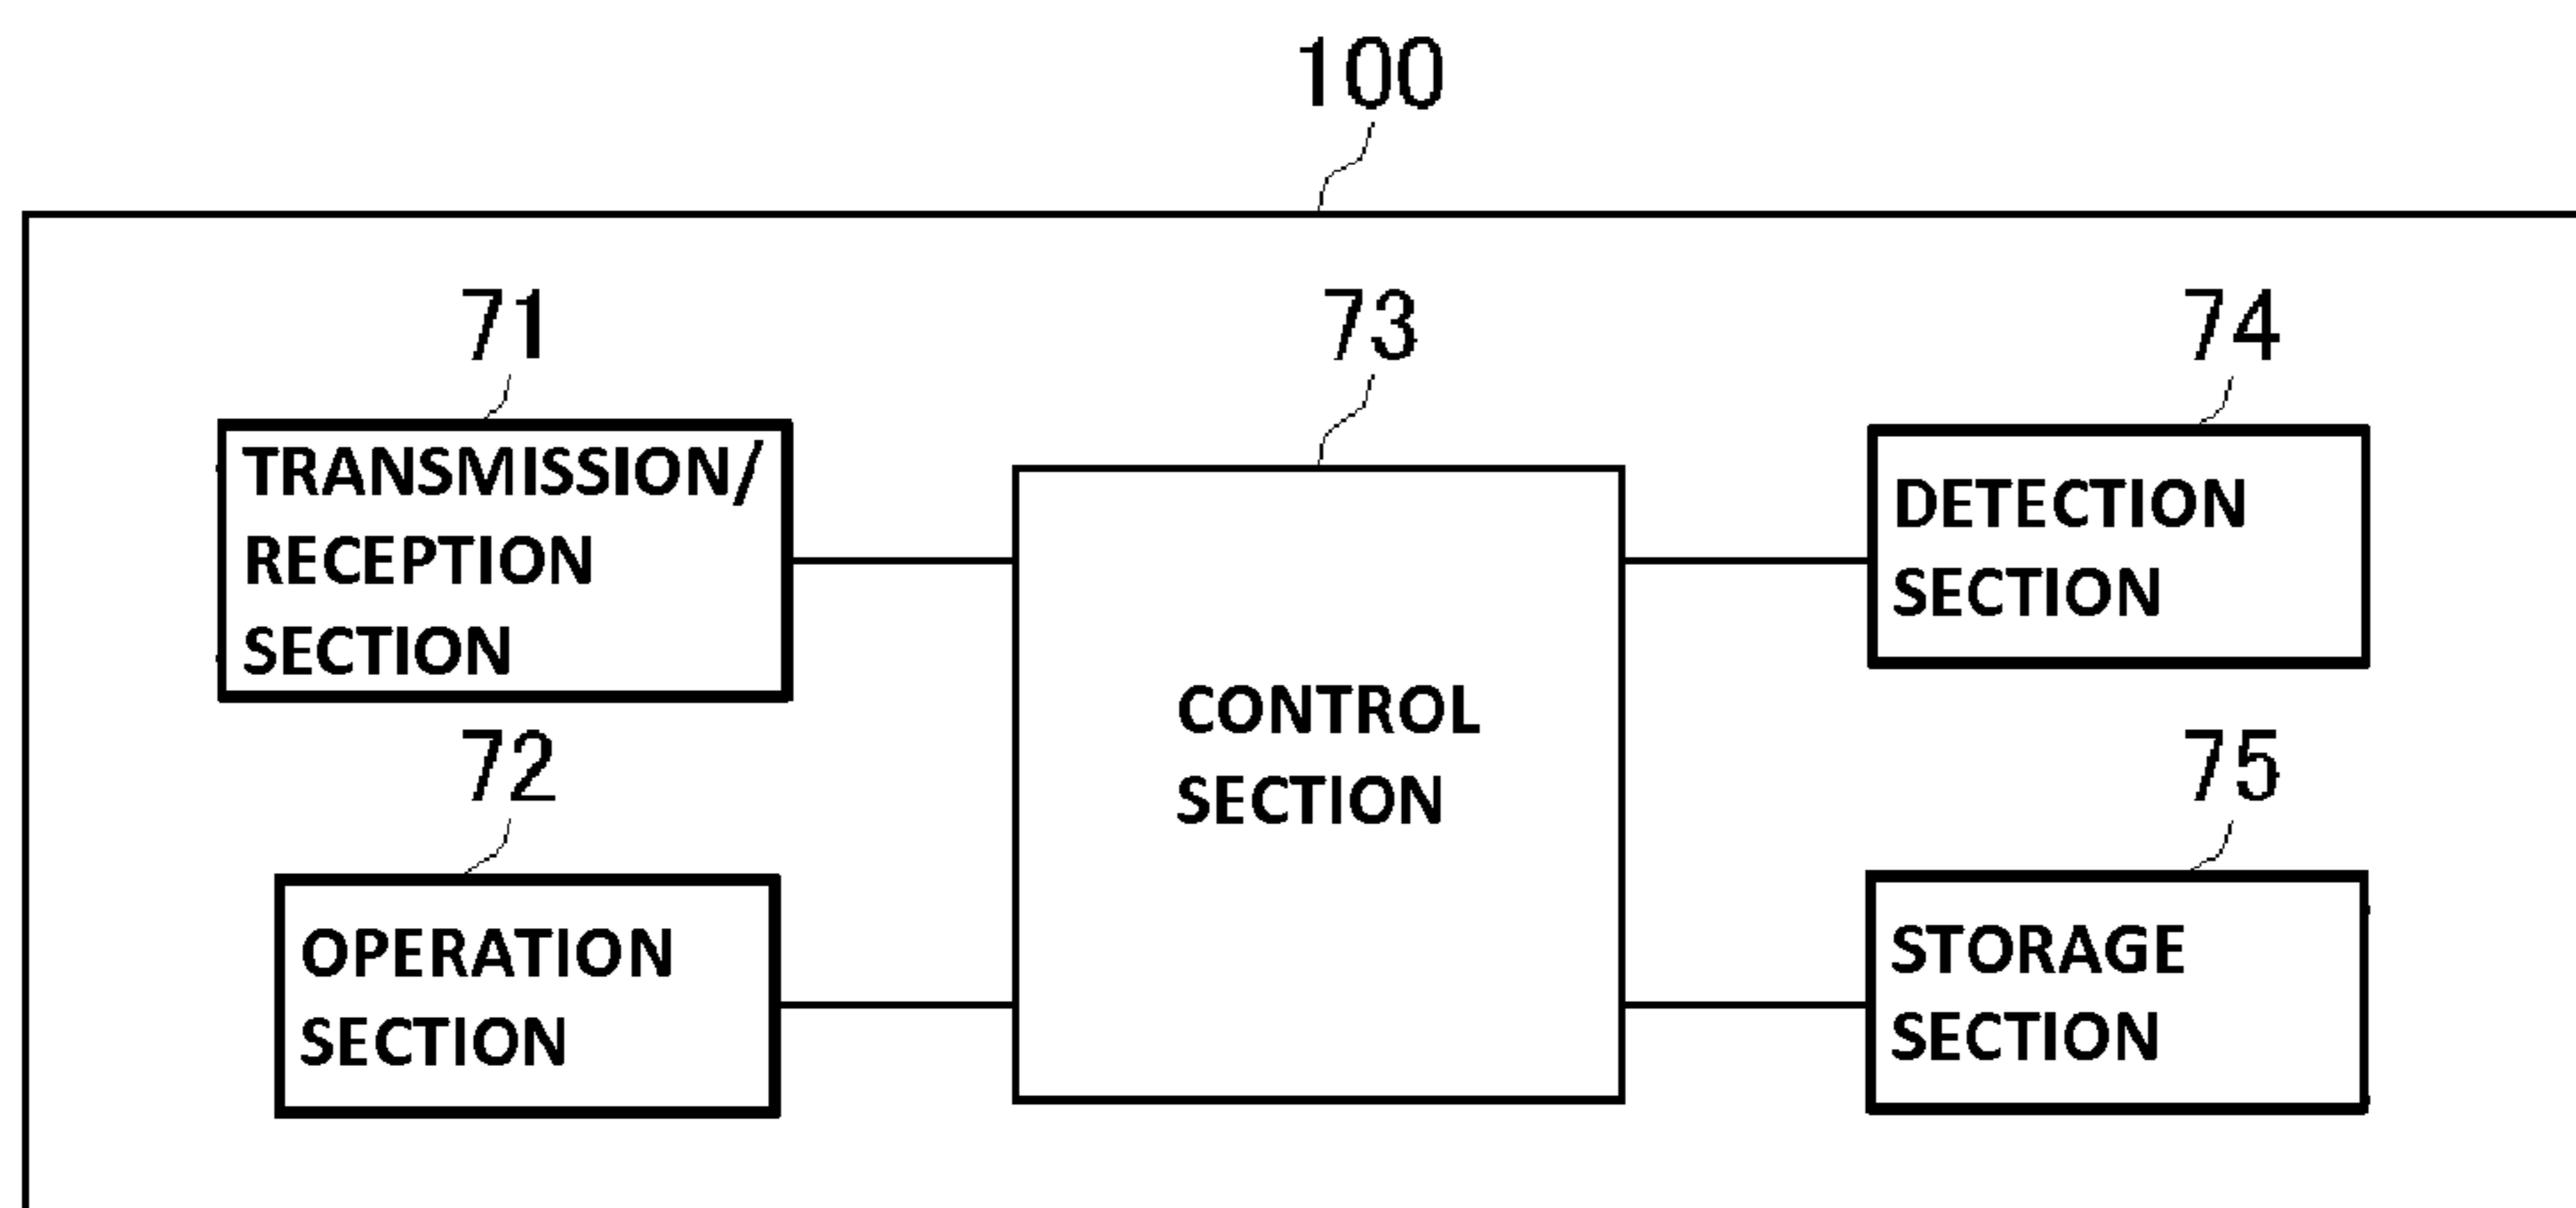 100
71
73
74
TRANSMISSION/
RECEPTION
SECTION
DETECTION
SECTION
CONTROL
SECTION
72
75
OPERATION
SECTION
STORAGE
SECTION